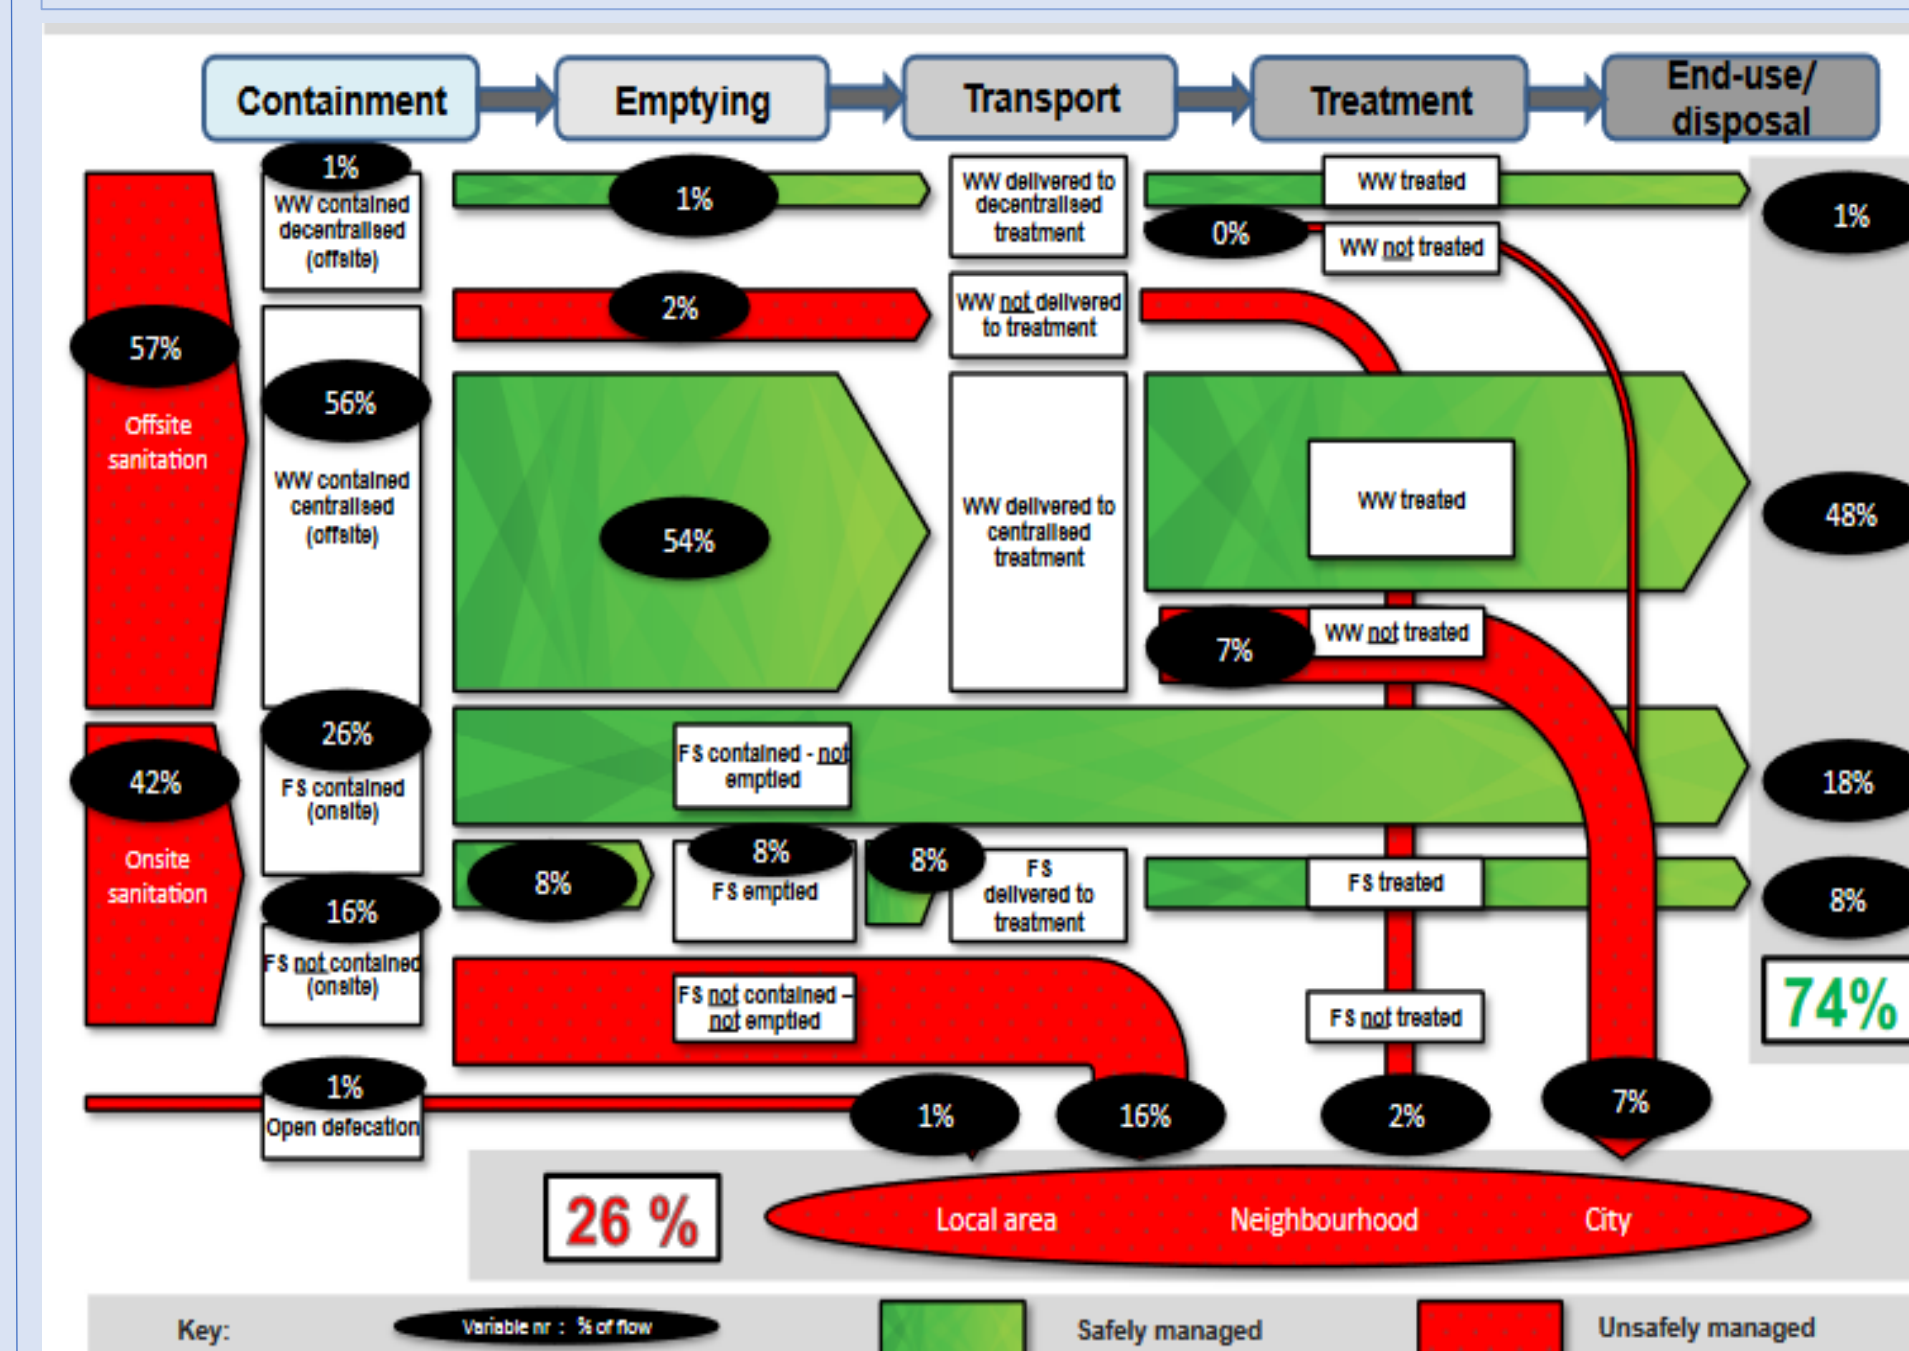 Containment
Emptying
Transport
Treatment
End-use/
disposal
1%
WW contained
decentralised
(offsite)
1%
WW delivered to
decentralised
treatment
WW treated
1%
0%
WW not treated
57%
Offsite
sanitation
2%
WW not delivered
to treatment
56%
WW contained
centralised
(offsite)
54%
WW delivered to
centralised
treatment
WW treated
48%
7%
WW not treated
42%
Onsite
sanitation
26%
FS contained
(onsite)
FS contained - not
emptied
18%
8%
8%
FS emptied
8%
FS
delivered to
treatment
FS treated
8%
16%
FS not contained
(onsite)
FS not contained –
not emptied
FS not treated
74%
1%
Open defecation
1%
16%
2%
7%
26 %
Local area
Neighbourhood
City
Key:
Variable nr : % of flow
Safely managed
Unsafely managed